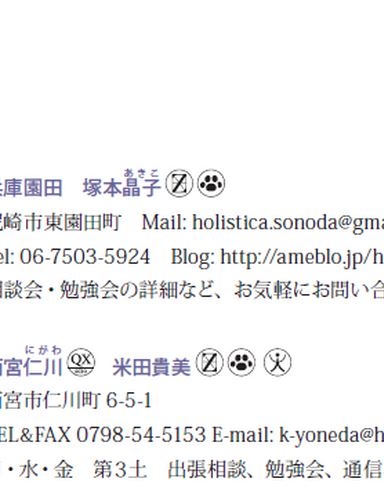 兵庫園田 塚本晶子
あきこ
尼崎市東園田町 Mail: holistica.sonoda@gma
el: 06-7503-5924 Blog: http://ameblo.jp/h
相談会・勉強会の詳細など、お気軽にお問い合
にがわ
西宮仁川 QX 米田貴美
西宮市仁川町 6-5-1
EL&FAX 0798-54-5153 E-mail: k-yoneda@h
・水・金 第3土 出張相談、勉強会、通信